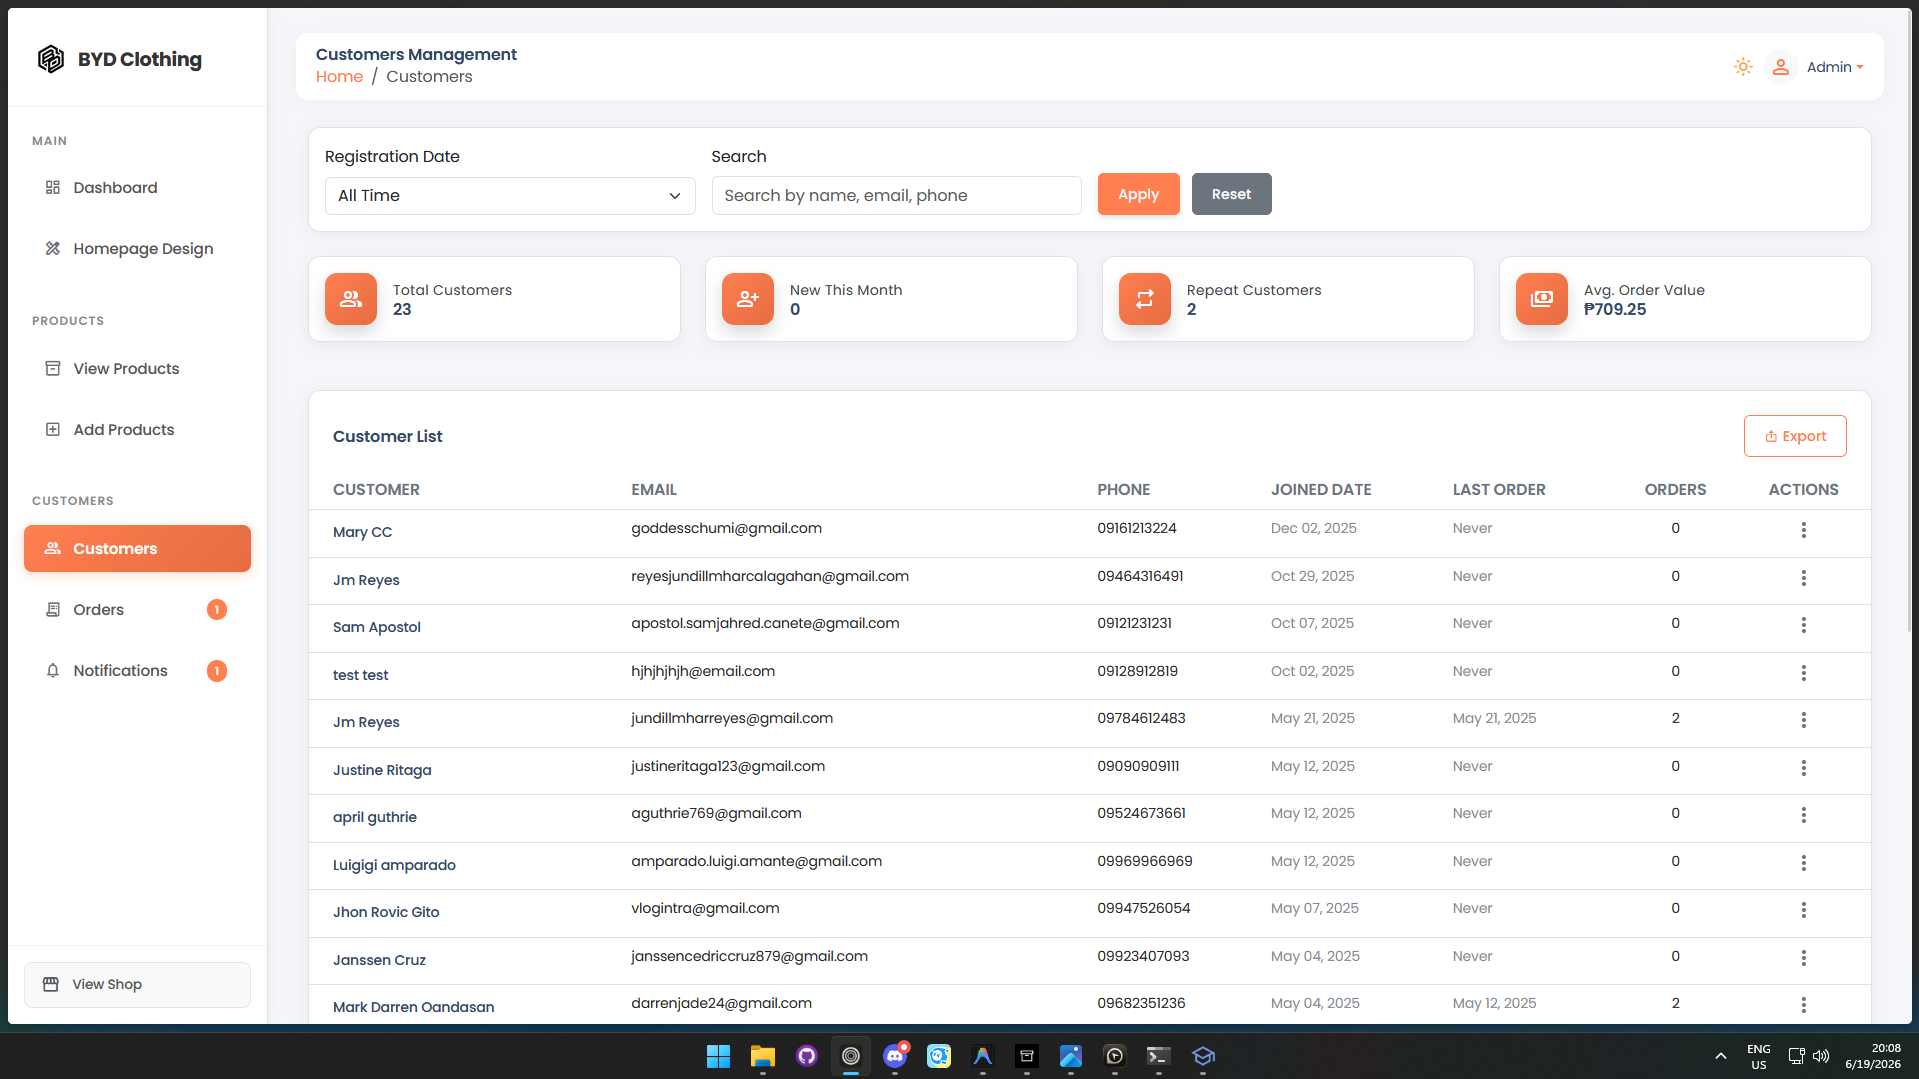 BYD Clothing
MAIN
Dashboard
Homepage Design
PRODUCTS
View Products
Add Products
CUSTOMERS
Customers
Orders 1
Notifications 1
View Shop
Customers Management
Home / Customers
Admin
Registration Date
All Time
Search
Search by name, email, phone
Apply
Reset
Total Customers
23
New This Month
0
Repeat Customers
2
Avg. Order Value
₱709.25
Customer List
Export
CUSTOMER EMAIL PHONE JOINED DATE LAST ORDER ORDERS ACTIONS
Mary CC goddesschumi@gmail.com 09161213224 Dec 02, 2025 Never 0
Jm Reyes reyesjundillmharcalagahan@gmail.com 09464316491 Oct 29, 2025 Never 0
Sam Apostol apostol.samjahred.canete@gmail.com 09121231231 Oct 07, 2025 Never 0
test test hjhjhjhjh@email.com 09128912819 Oct 02, 2025 Never 0
Jm Reyes jundillmharreyes@gmail.com 09784612483 May 21, 2025 May 21, 2025 2
Justine Ritaga justineritaga123@gmail.com 09090909111 May 12, 2025 Never 0
april guthrie aguthrie769@gmail.com 09524673661 May 12, 2025 Never 0
Luigigi amparado amparado.luigi.amante@gmail.com 09969966969 May 12, 2025 Never 0
Jhon Rovic Gito vlogintra@gmail.com 09947526054 May 07, 2025 Never 0
Janssen Cruz janssencedriccruz879@gmail.com 09923407093 May 04, 2025 Never 0
Mark Darren Oandasan darrenjade24@gmail.com 09682351236 May 04, 2025 May 12, 2025 2
ENG
US
20:08
6/19/2026